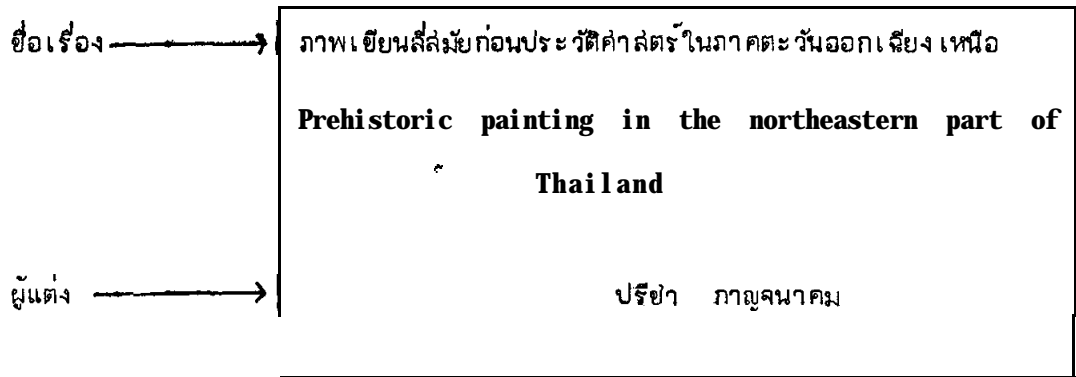 ชื่อเรื่อง
ภาพเขียนสีสมัยก่อนประวัติศาสตร์ในภาคตะวันออกเฉียงเหนือ
Prehistoric painting in the northeastern part of
Thailand
ผู้แต่ง
ปรีชา กาญจนาคม